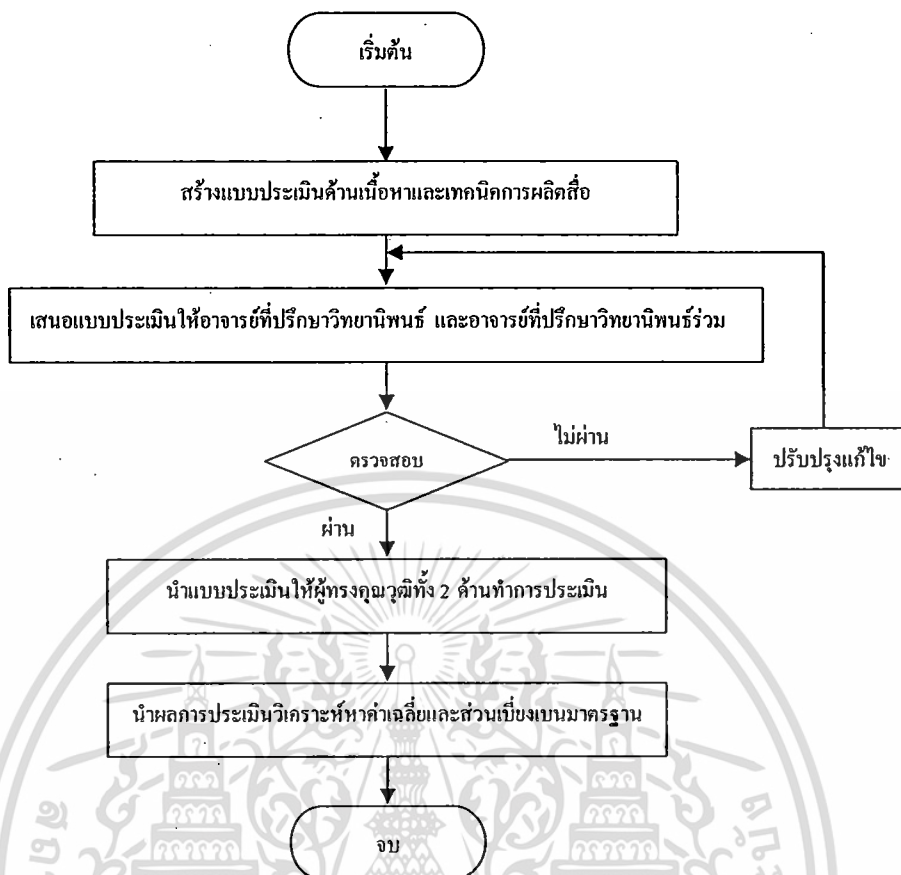 เริ่มต้น
สร้างแบบประเมินด้านเนื้อหาและเทคนิคการผลิตสื่อ
เสนอแบบประเมินให้อาจารย์ที่ปรึกษาวิทยานิพนธ์ และอาจารย์ที่ปรึกษาวิทยานิพนธ์ร่วม
ตรวจสอบ
ไม่ผ่าน
ปรับปรุงแก้ไข
ผ่าน
นำแบบประเมินให้ผู้ทรงคุณวุฒิทั้ง 2 ด้านทำการประเมิน
นำผลการประเมินวิเคราะห์หาค่าเฉลี่ยและส่วนเบี่ยงเบนมาตรฐาน
จบ